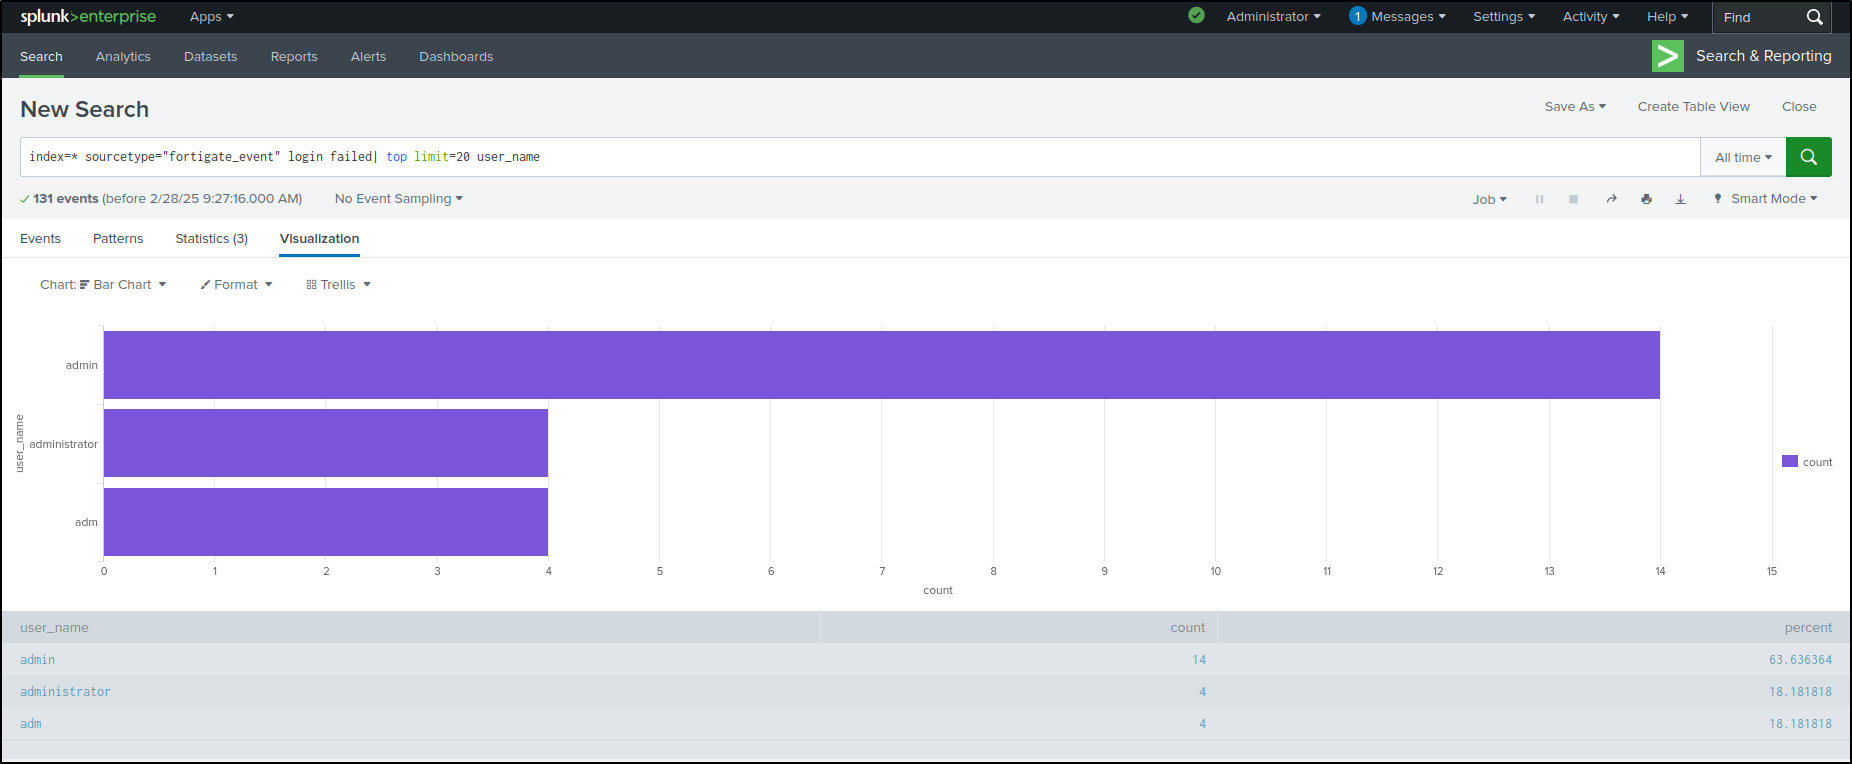 splunk>enterprise Apps Administrator 1 Messages Settings Activity Help Find
Search Analytics Datasets Reports Alerts Dashboards Search & Reporting
New Search Save As Create Table View Close
index=* sourcetype="fortigate_event" login failed| top limit=20 user_name All time
131 events (before 2/28/25 9:27:16.000 AM) No Event Sampling Job Smart Mode
Events Patterns Statistics (3) Visualization
Chart: Bar Chart Format Trellis
user_name
admin
administrator
adm
count
0 1 2 3 4 5 6 7 8 9 10 11 12 13 14 15
count
user_name count percent
admin 14 63.636364
administrator 4 18.181818
adm 4 18.181818